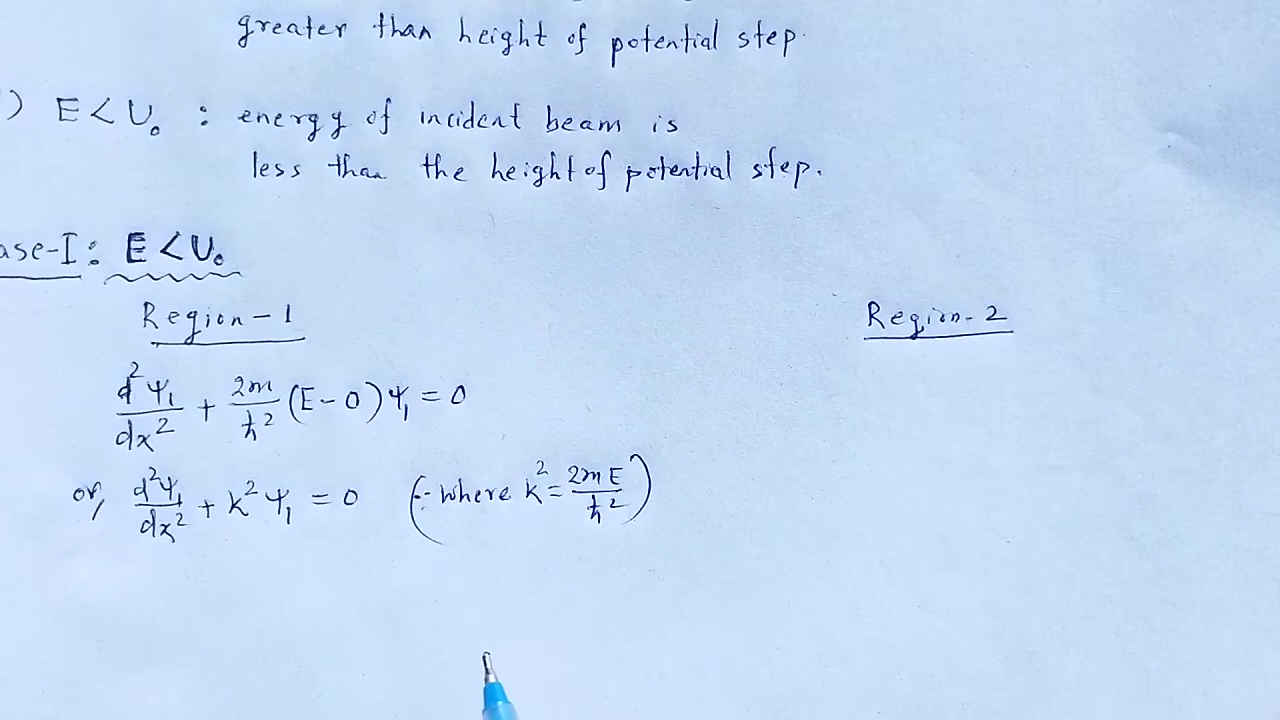 greater than height of potential step.
) E < U₀ : energy of incident beam is
less than the height of potential step.
ase-I: E < U₀
Region-1
Region-2
d²ψ₁/dx² + 2m/ħ² (E-0) ψ₁ = 0
or, d²ψ₁/dx² + k² ψ₁ = 0 (∵ where k² = 2mE/ħ²)